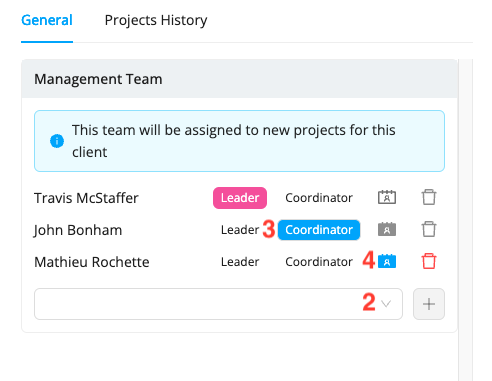 General Projects History
Management Team
This team will be assigned to new projects for this
client
Travis McStaffer Leader Coordinator
John Bonham Leader 3 Coordinator
Mathieu Rochette Leader Coordinator 4
2